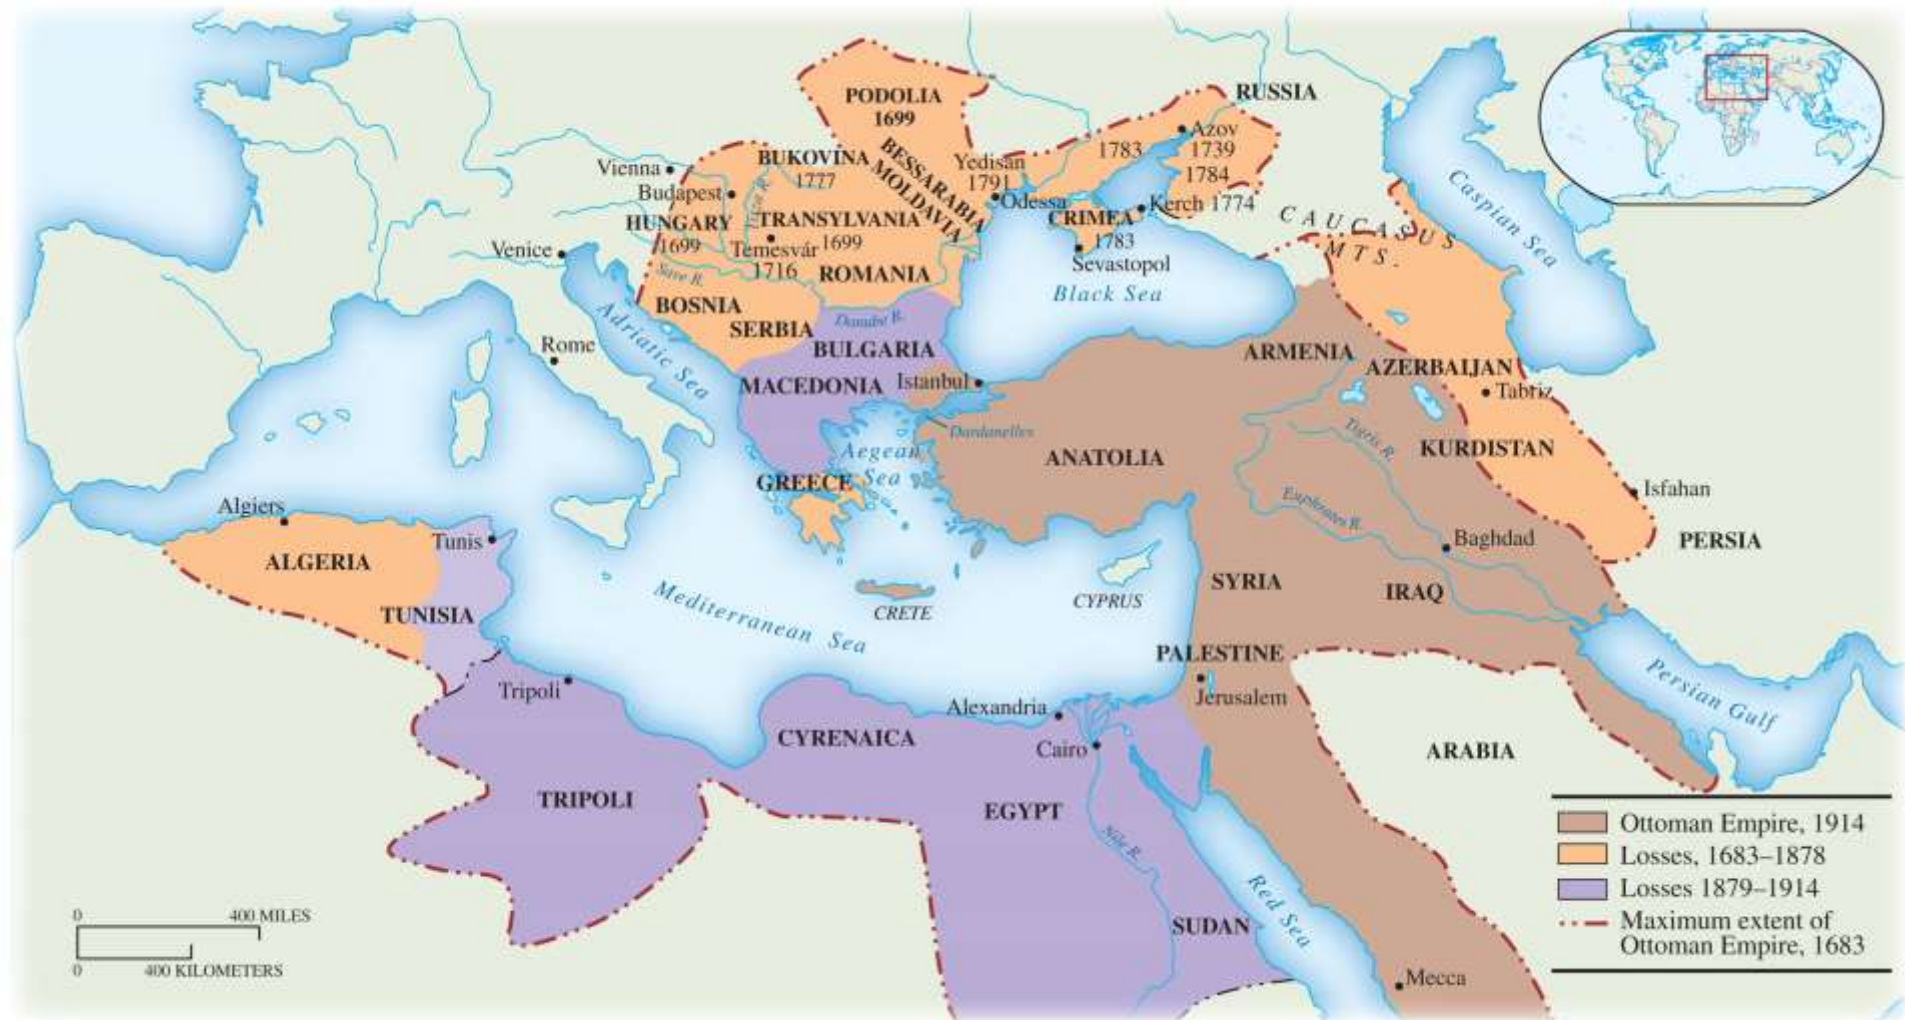 PODOLIA
1699
RUSSIA
Azov
1739
1783
1784
BESSARABIA
MOLDAVIA
Yedisan
1791
Odessa
BUKOVINA
1777
Vienna
Budapest
Tisza R.
HUNGARY
1699
TRANSYLVANIA
1699
Temesvár
1716
CRIMEA
1783
Kerch 1774
Sevastopol
CAUCASUS
MTS.
Caspian Sea
Venice
Save R.
ROMANIA
BOSNIA
SERBIA
Danube R.
Black Sea
Adriatic Sea
Rome
BULGARIA
ARMENIA
AZERBAIJAN
MACEDONIA
Istanbul
Tabriz
Dardanelles
Aegean
Sea
ANATOLIA
Tigris R.
KURDISTAN
GREECE
Euphrates R.
Isfahan
Algiers
Tunis
Baghdad
PERSIA
ALGERIA
TUNISIA
CRETE
CYPRUS
SYRIA
IRAQ
Mediterranean Sea
PALESTINE
Jerusalem
Persian Gulf
Tripoli
Alexandria
CYRENAICA
Cairo
ARABIA
TRIPOLI
EGYPT
Nile R.
SUDAN
Red Sea
Mecca
0 400 MILES
0 400 KILOMETERS
Ottoman Empire, 1914
Losses, 1683–1878
Losses 1879–1914
Maximum extent of
Ottoman Empire, 1683